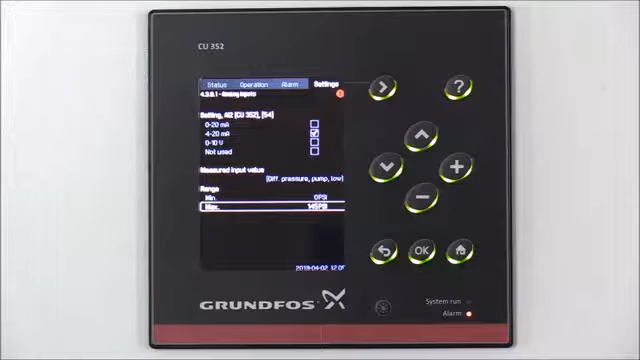 CU 352
Status Operation Alarm Settings
4.3.8.1 - Analog inputs
Setting, AI2 (CU 352), [54]
0-20 mA
4-20 mA
0-10 V
Not used
Measured input value
[Diff. pressure, pump, low]
Range
Min. 0PSI
Max. 145PSI
2018-04-02 12:05
> ?
+
-
OK
GRUNDFOS
System run
Alarm